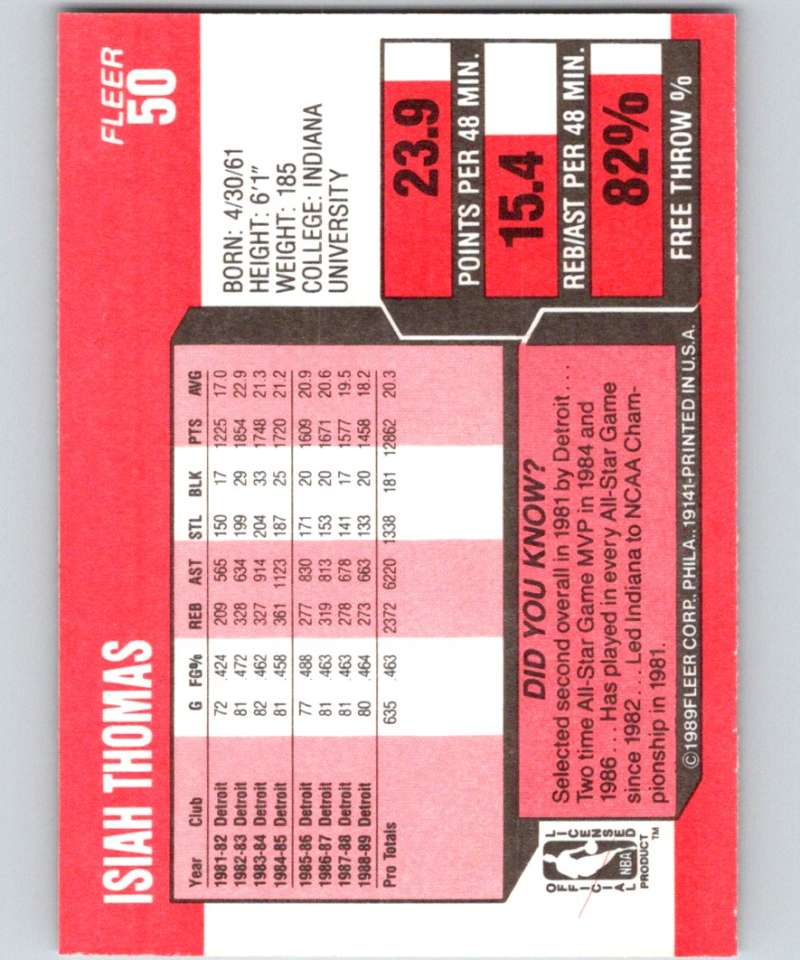 ISIAH THOMAS
FLEER
50
BORN: 4/30/61
HEIGHT: 6'1"
WEIGHT: 185
COLLEGE: INDIANA
UNIVERSITY
Year Club G FG% REB AST STL BLK PTS AVG
1981-82 Detroit 72 .424 209 565 150 17 1225 17.0
1982-83 Detroit 81 .472 328 634 199 29 1854 22.9
1983-84 Detroit 82 .462 327 914 204 33 1748 21.3
1984-85 Detroit 81 .458 361 1123 187 25 1720 21.2
1985-86 Detroit 77 .488 277 830 171 20 1609 20.9
1986-87 Detroit 81 .463 319 813 153 20 1671 20.6
1987-88 Detroit 81 .463 278 678 141 17 1577 19.5
1988-89 Detroit 80 .464 273 663 133 20 1458 18.2
Pro Totals 635 .463 2372 6220 1338 181 12862 20.3
23.9
POINTS PER 48 MIN.
15.4
REB/AST PER 48 MIN.
82%
FREE THROW %
DID YOU KNOW?
Selected second overall in 1981 by Detroit . . .
Two time All-Star Game MVP in 1984 and
1986 . . . Has played in every All-Star Game
since 1982 . . . Led Indiana to NCAA Cham-
pionship in 1981.
OFFICIAL LICENSED
NBA
PRODUCT™
©1989 FLEER CORP., PHILA., 19141-PRINTED IN U.S.A.